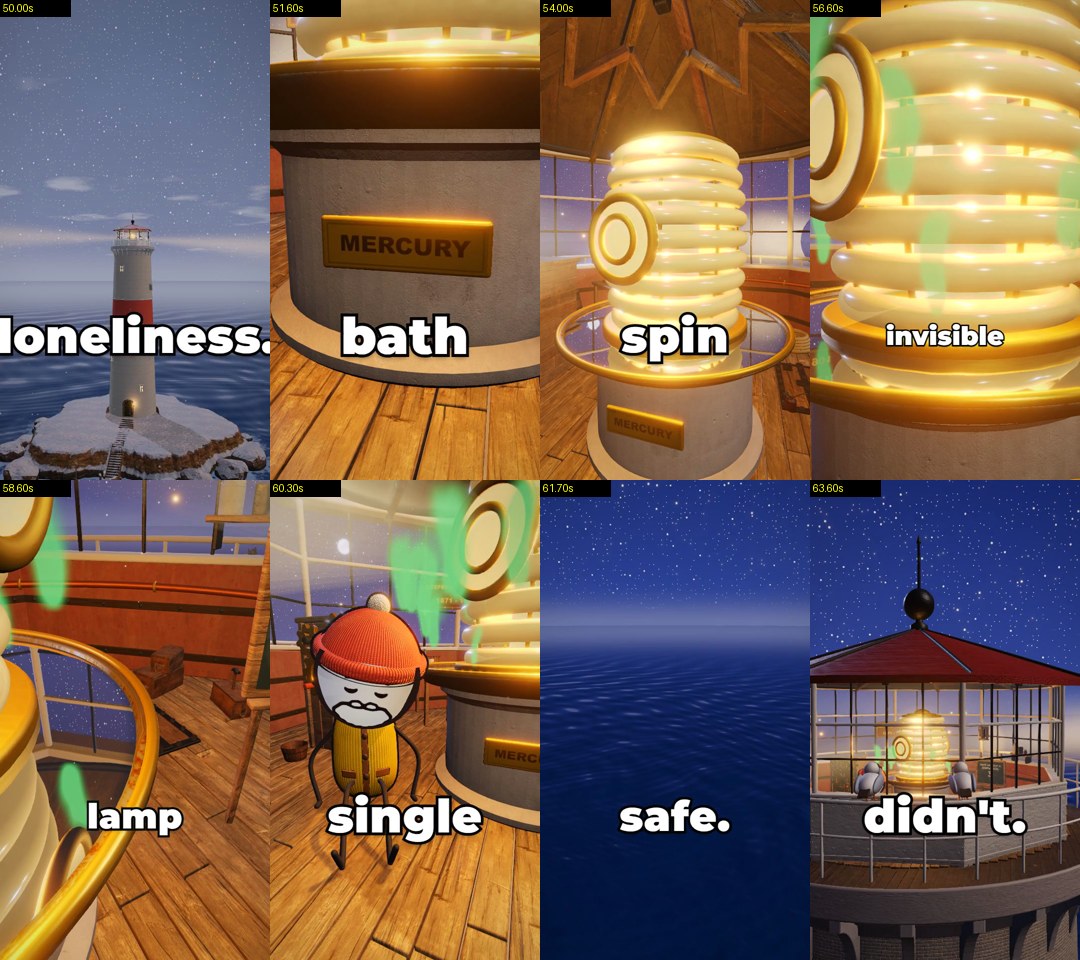 50.00s
51.60s
54.00s
56.60s
loneliness.
MERCURY
bath
spin
MERCURY
invisible
58.60s
60.30s
61.70s
63.60s
lamp
MERC
single
safe.
didn't.